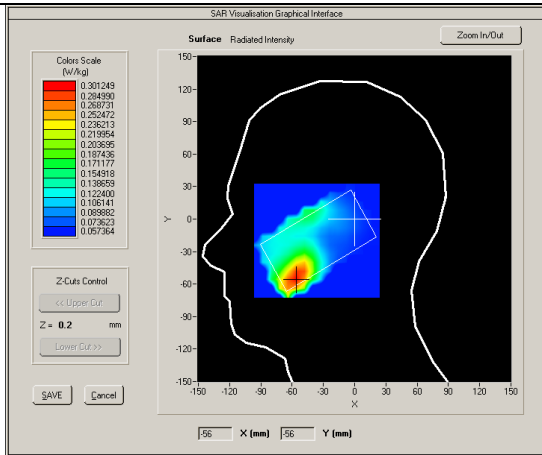 SAR Visualisation Graphical Interface
Surface Radiated Intensity
Zoom In/Out
Colors Scale
(W/kg)
0.301249
0.284990
0.268731
0.252472
0.236213
0.219954
0.203695
0.187436
0.171177
0.154918
0.138659
0.122400
0.106141
0.089882
0.073623
0.057364
Z-Cuts Control
<< Upper Cut
Z = 0.2 mm
Lower Cut >>
SAVE Cancel
150-
120-
90-
60-
30-
Y 0-
-30-
-60-
-90-
-120-
-150-
-150 -120 -90 -60 -30 0 30 60 90 120 150
X
-56 X (mm) -56 Y (mm)